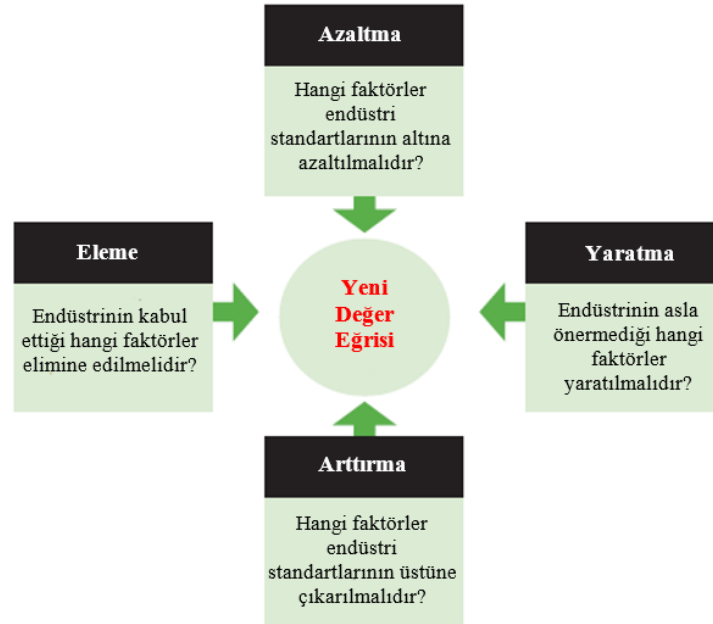 Azaltma
Hangi faktörler
endüstri
standartlarının altına
azaltılmalıdır?
Eleme
Endüstrinin kabul
ettiği hangi faktörler
elimine edilmelidir?
Yeni
Değer
Eğrisi
Yaratma
Endüstrinin asla
önermediği hangi
faktörler
yaratılmalıdır?
Arttırma
Hangi faktörler
endüstri
standartlarının üstüne
çıkarılmalıdır?